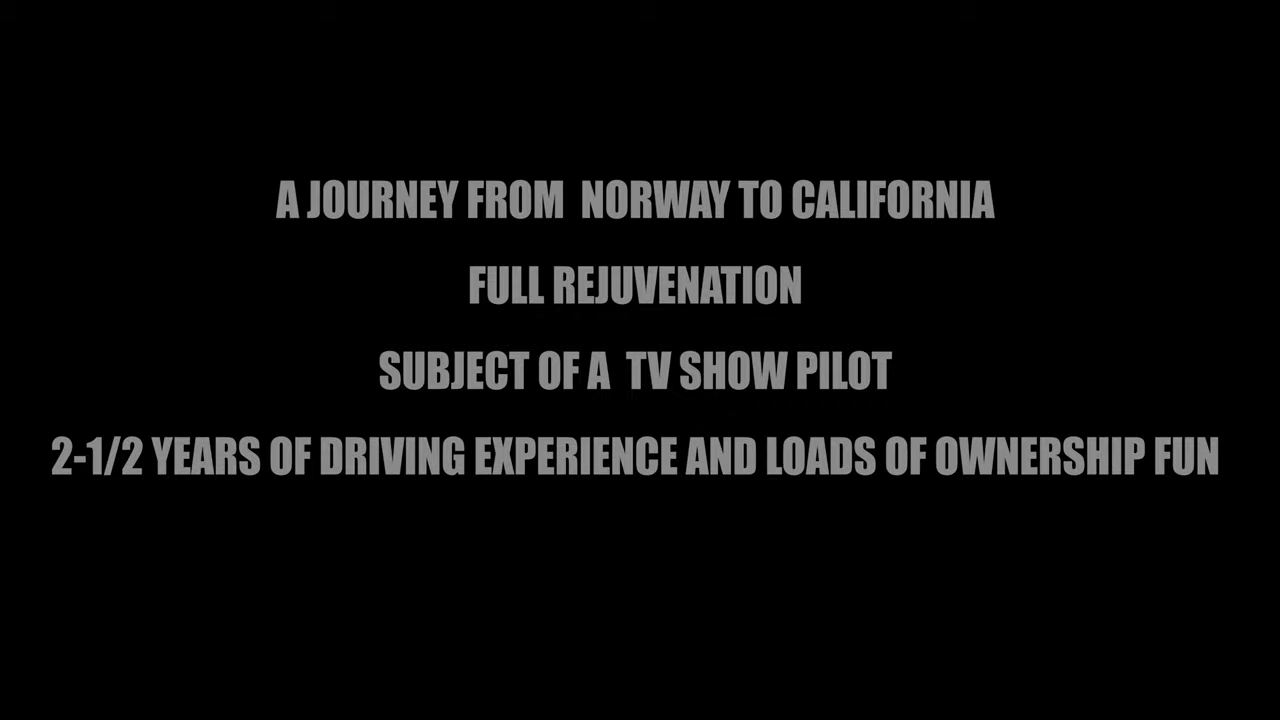 A JOURNEY FROM NORWAY TO CALIFORNIA
FULL REJUVENATION
SUBJECT OF A TV SHOW PILOT
2-1/2 YEARS OF DRIVING EXPERIENCE AND LOADS OF OWNERSHIP FUN